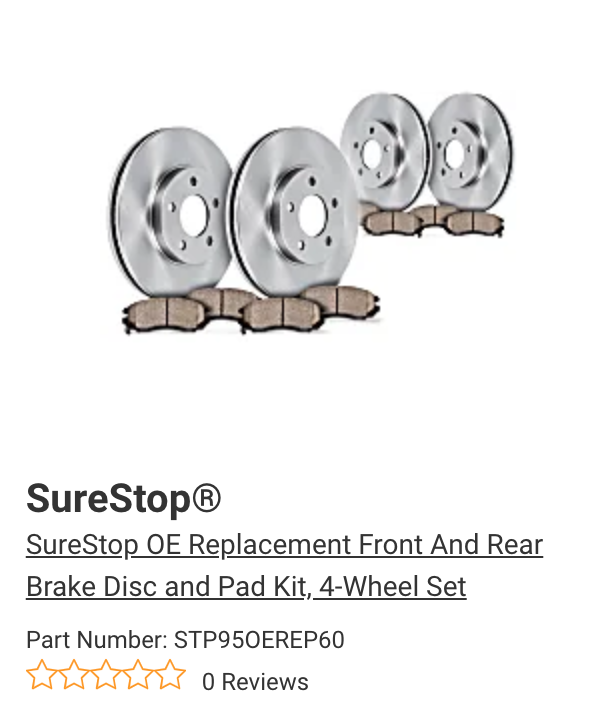 SureStop®
SureStop OE Replacement Front And Rear
Brake Disc and Pad Kit, 4-Wheel Set
Part Number: STP95OEREP60
0 Reviews